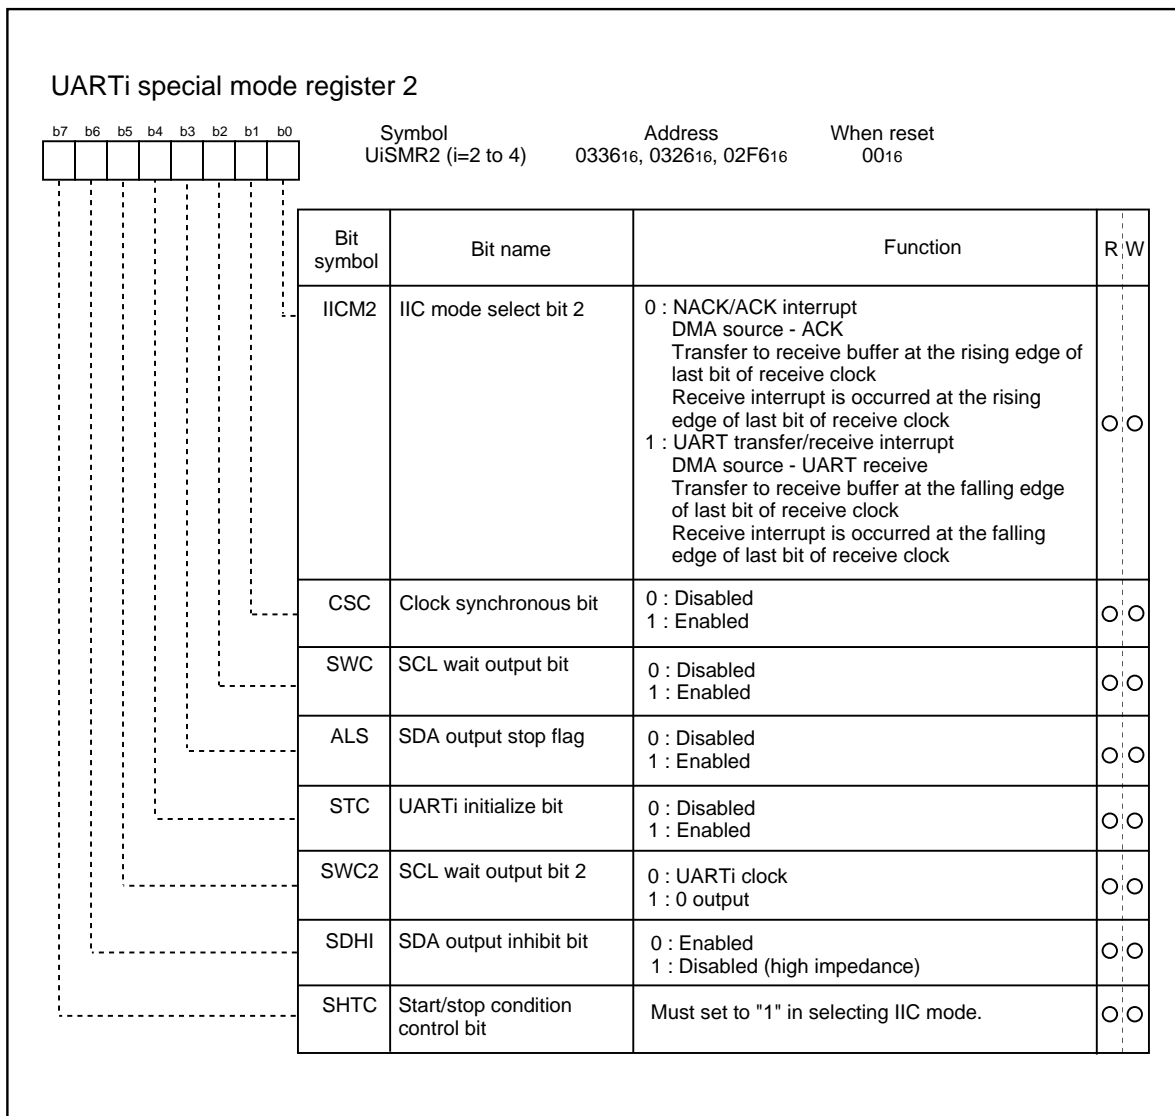 UARTi special mode register 2
b7 b6 b5 b4 b3 b2 b1 b0
Symbol Address When reset
UiSMR2 (i=2 to 4) 033616, 032616, 02F616 0016
Bit symbol Bit name Function R W
IICM2 IIC mode select bit 2 0 : NACK/ACK interrupt
DMA source - ACK
Transfer to receive buffer at the rising edge of
last bit of receive clock
Receive interrupt is occurred at the rising
edge of last bit of receive clock
1 : UART transfer/receive interrupt
DMA source - UART receive
Transfer to receive buffer at the falling edge
of last bit of receive clock
Receive interrupt is occurred at the falling
edge of last bit of receive clock
CSC Clock synchronous bit 0 : Disabled
1 : Enabled
SWC SCL wait output bit 0 : Disabled
1 : Enabled
ALS SDA output stop flag 0 : Disabled
1 : Enabled
STC UARTi initialize bit 0 : Disabled
1 : Enabled
SWC2 SCL wait output bit 2 0 : UARTi clock
1 : 0 output
SDHI SDA output inhibit bit 0 : Enabled
1 : Disabled (high impedance)
SHTC Start/stop condition
control bit Must set to "1" in selecting IIC mode.